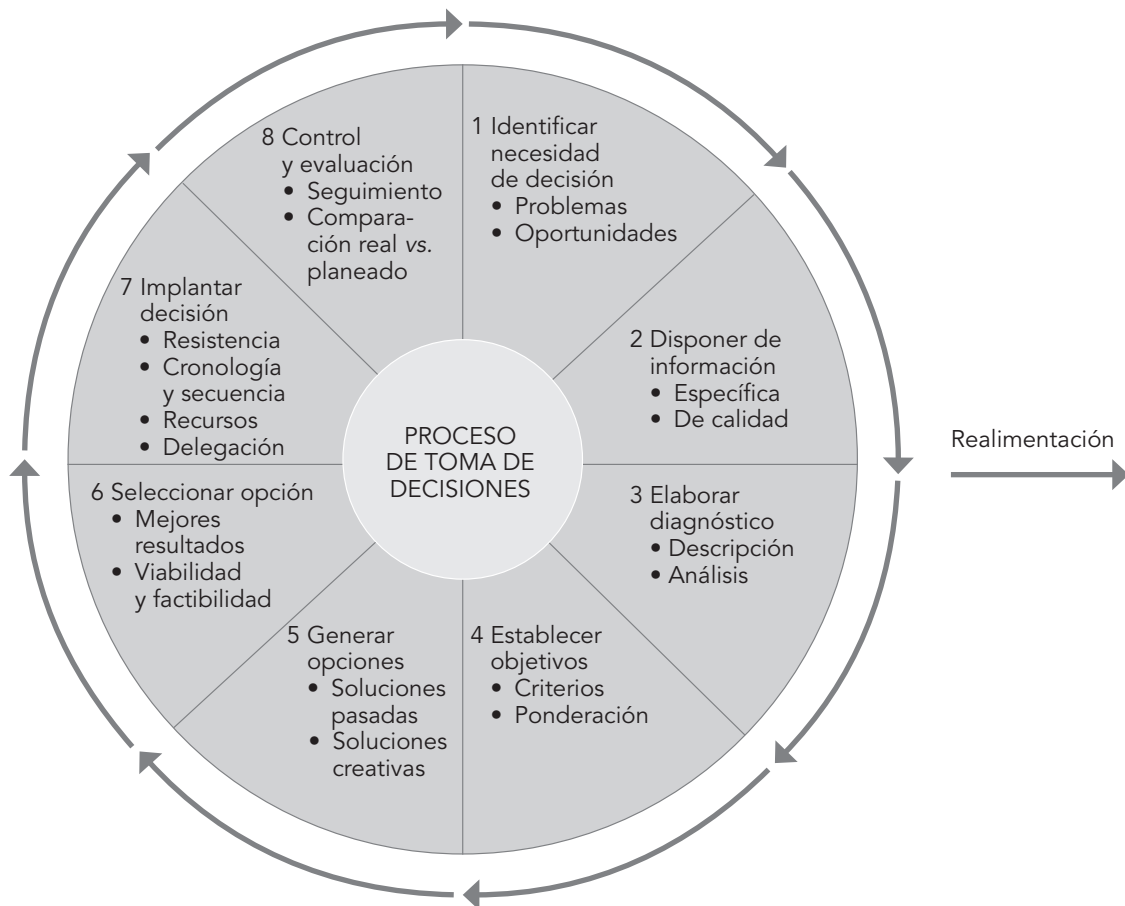 PROCESO
DE TOMA DE
DECISIONES
1 Identificar
necesidad
de decisión
• Problemas
• Oportunidades
2 Disponer de
información
• Específica
• De calidad
3 Elaborar
diagnóstico
• Descripción
• Análisis
4 Establecer
objetivos
• Criterios
• Ponderación
5 Generar
opciones
• Soluciones
pasadas
• Soluciones
creativas
6 Seleccionar opción
• Mejores
resultados
• Viabilidad
y factibilidad
7 Implantar
decisión
• Resistencia
• Cronología
y secuencia
• Recursos
• Delegación
8 Control
y evaluación
• Seguimiento
• Compara-
ción real vs.
planeado
Realimentación